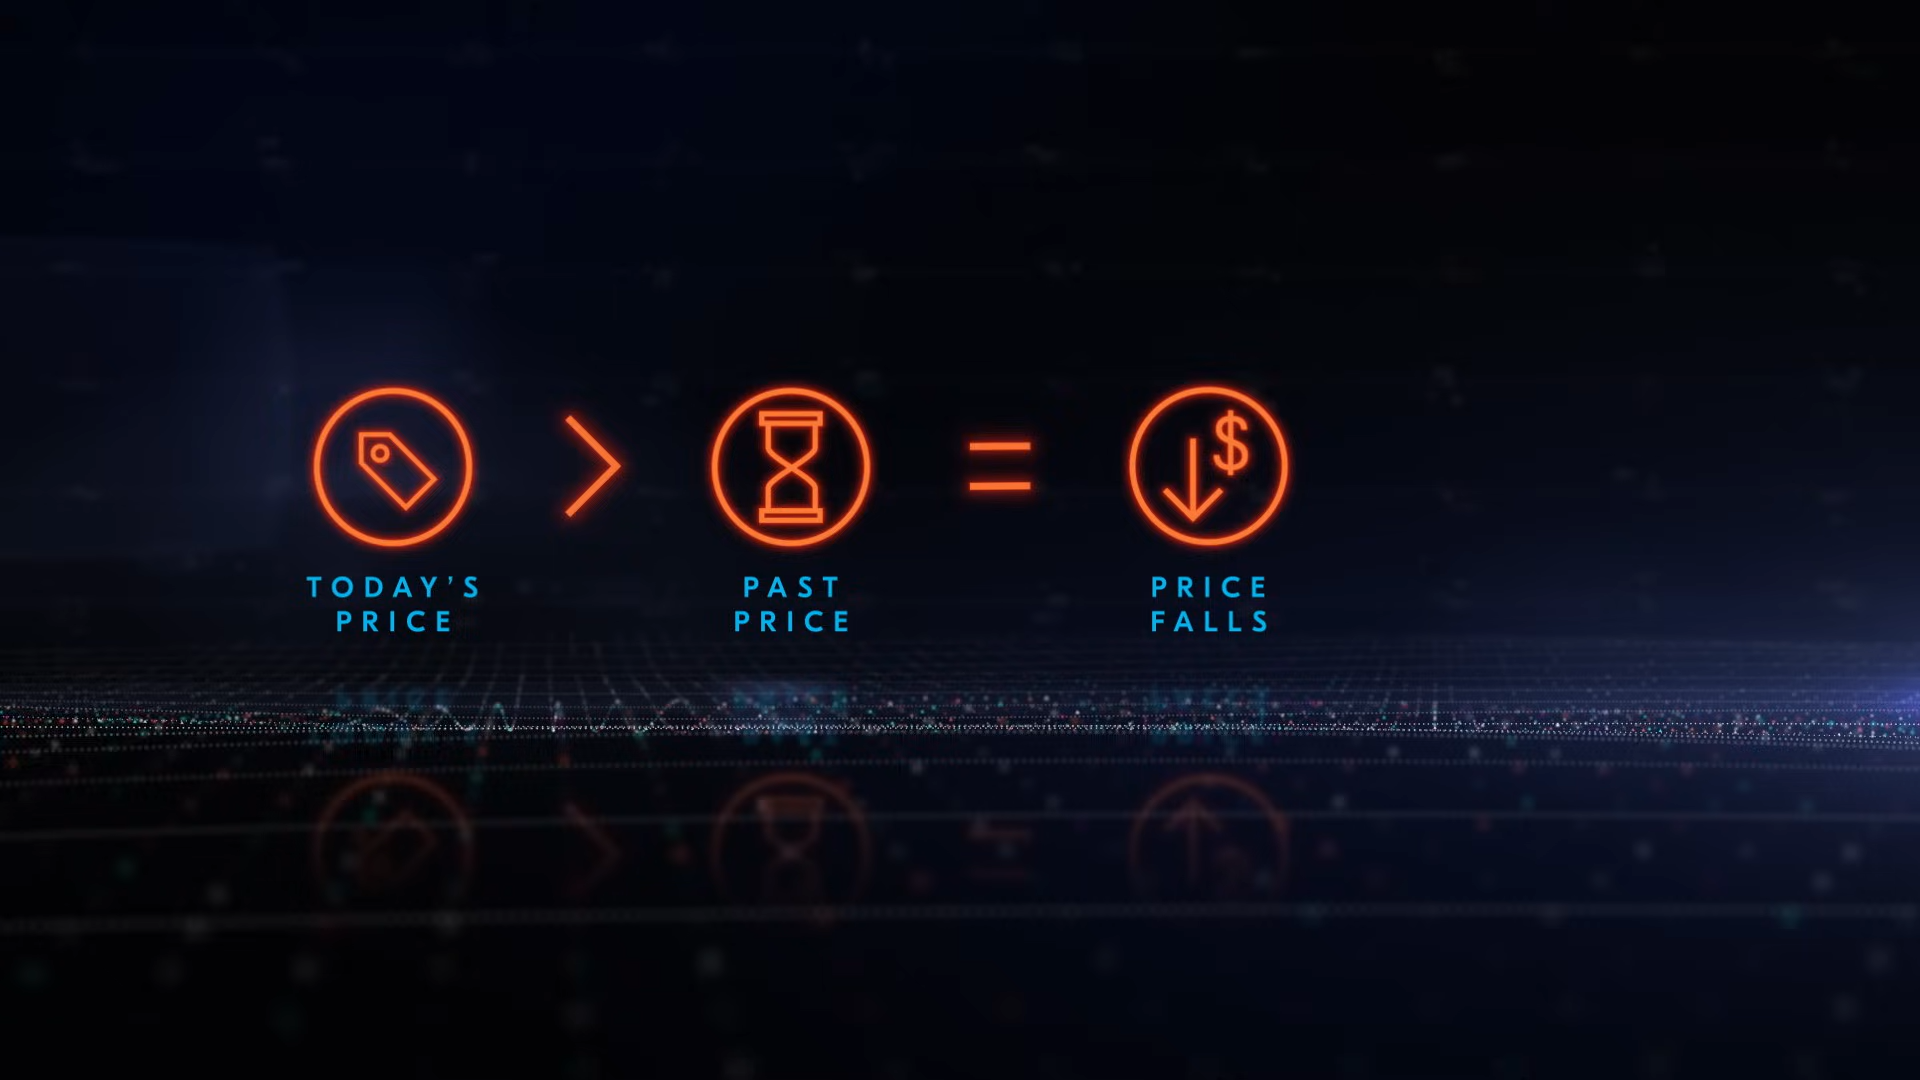 TODAY’S
PRICE
>
PAST
PRICE
=
$
PRICE
FALLS